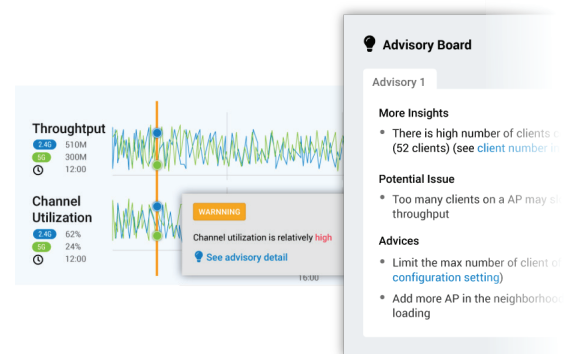 Throughtput
2.4G 510M
5G 300M
12:00
Channel
Utilization
2.4G 62%
5G 24%
12:00
WARNNING
Channel utilization is relatively high
See advisory detail
16:00
Advisory Board
Advisory 1
More Insights
There is high number of clients
(52 clients) (see client number
Potential Issue
Too many clients on a AP may
throughput
Advices
Limit the max number of client
configuration setting)
Add more AP in the neighborhood
loading